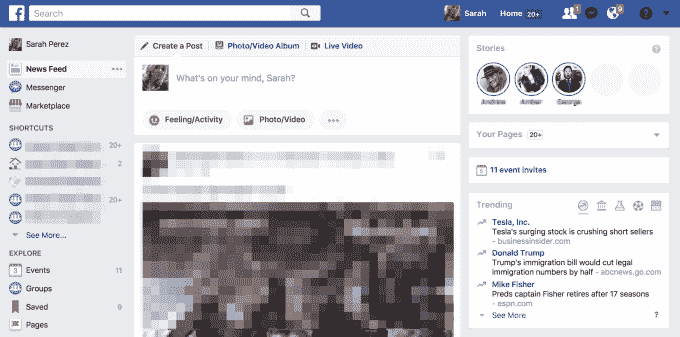 f
Search
Sarah Home 20+ 1 9 ?
Sarah Perez
News Feed
Messenger
Marketplace
SHORTCUTS
20+
2
20+
See More...
EXPLORE
Events 11
Groups
Saved 9
Pages
Create a Post Photo/Video Album Live Video
What's on your mind, Sarah?
Feeling/Activity Photo/Video
Stories ?
Andrew Amber George
Your Pages 20+
5 11 event invites
Trending
Tesla, Inc.
Tesla's surging stock is crushing short sellers
- businessinsider.com
Donald Trump
Trump's immigration bill would cut legal
immigration numbers by half - abcnews.go.com
Mike Fisher
Preds captain Fisher retires after 17 seasons
- espn.com
See More ?